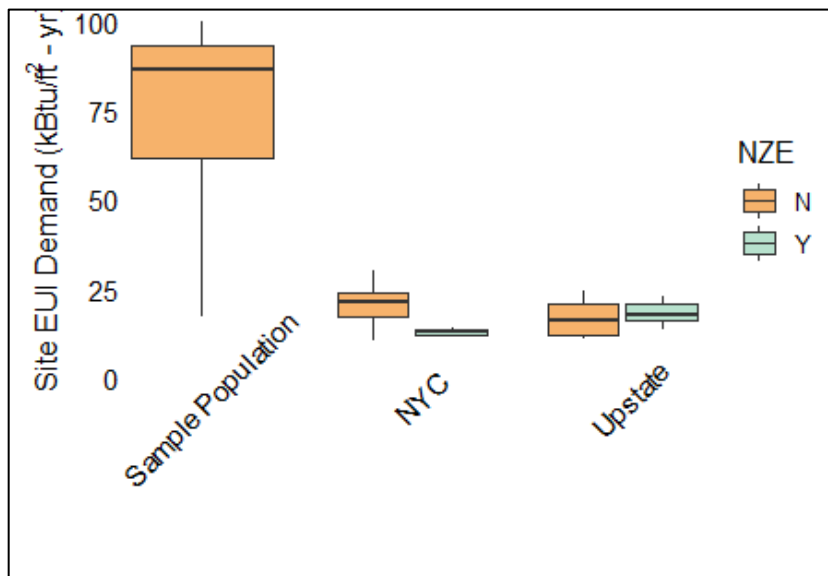 Site EUI Demand (kBtu/ft² - yr)
100
75
50
25
0
Sample Population
NYC
Upstate
NZE
N
Y